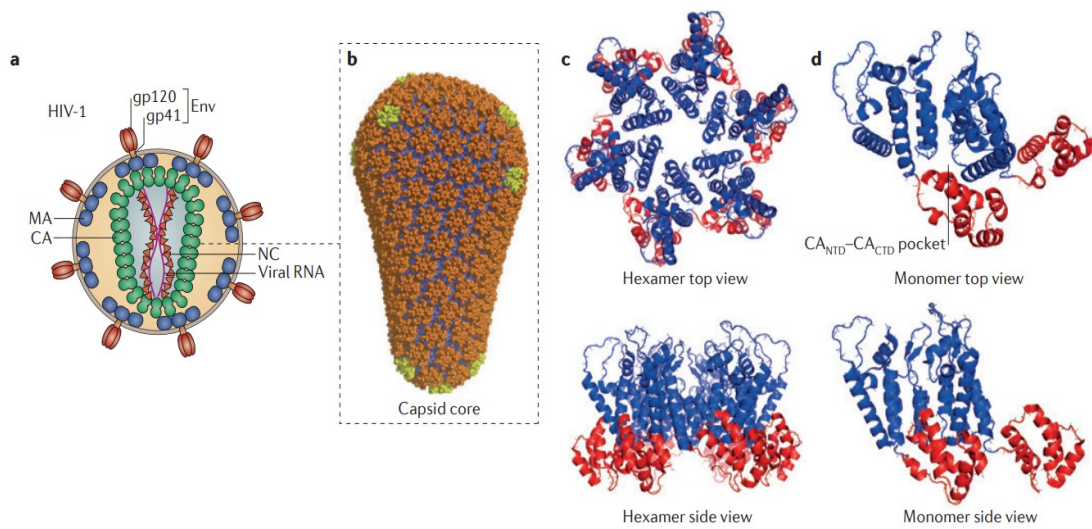 a
HIV-1
gp120
gp41
Env
MA
CA
NC
Viral RNA
b
Capsid core
c
Hexamer top view
Hexamer side view
d
CANTD–CACTD pocket
Monomer top view
Monomer side view